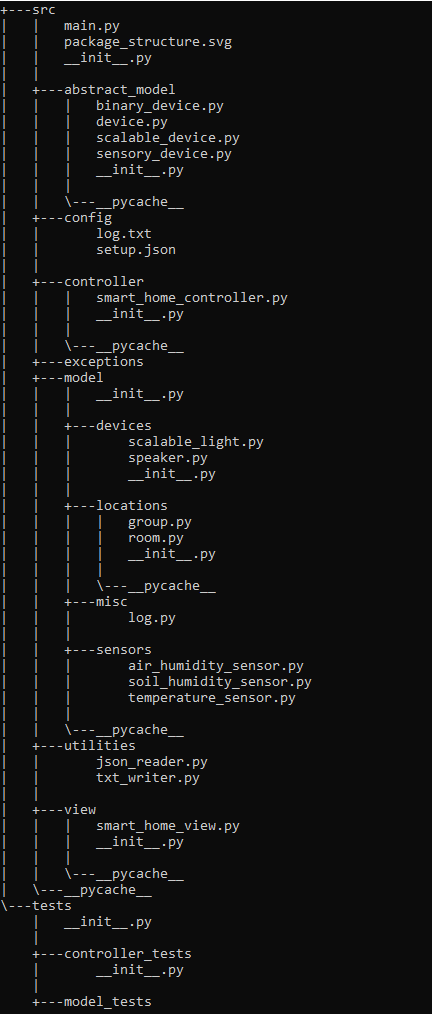 +---src
|   |   main.py
|   |   package_structure.svg
|   |   __init__.py
|   |
|   +---abstract_model
|   |   |   binary_device.py
|   |   |   device.py
|   |   |   scalable_device.py
|   |   |   sensory_device.py
|   |   |   __init__.py
|   |   |
|   |   \---__pycache__
|   +---config
|   |       log.txt
|   |       setup.json
|   |
|   +---controller
|   |   |   smart_home_controller.py
|   |   |   __init__.py
|   |   |
|   |   \---__pycache__
|   +---exceptions
|   +---model
|   |   |   __init__.py
|   |   |
|   |   +---devices
|   |   |       scalable_light.py
|   |   |       speaker.py
|   |   |       __init__.py
|   |   |
|   |   +---locations
|   |   |   |   group.py
|   |   |   |   room.py
|   |   |   |   __init__.py
|   |   |   |
|   |   |   \---__pycache__
|   |   +---misc
|   |   |       log.py
|   |   |
|   |   +---sensors
|   |   |       air_humidity_sensor.py
|   |   |       soil_humidity_sensor.py
|   |   |       temperature_sensor.py
|   |   |
|   |   \---__pycache__
|   +---utilities
|   |       json_reader.py
|   |       txt_writer.py
|   |
|   +---view
|   |   |   smart_home_view.py
|   |   |   __init__.py
|   |   |
|   |   \---__pycache__
|   \---__pycache__
\---tests
    |   __init__.py
    |
    +---controller_tests
    |       __init__.py
    |
    +---model_tests